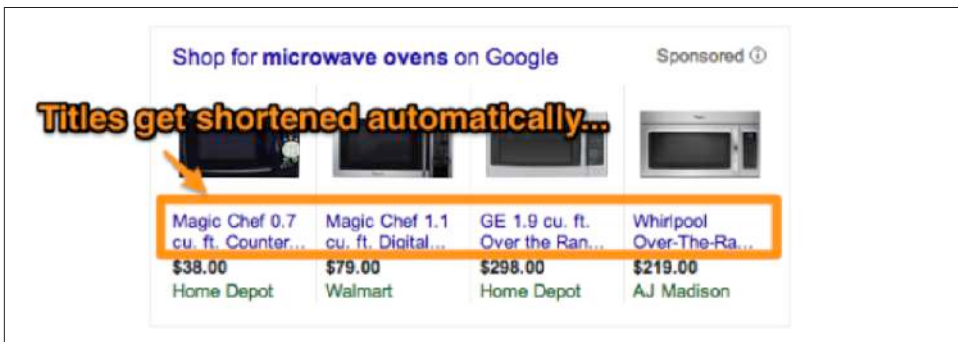 Shop for microwave ovens on Google
Sponsored ⓘ
Titles get shortened automatically...
Magic Chef 0.7
cu. ft. Counter...
$38.00
Home Depot
Magic Chef 1.1
cu. ft. Digital...
$79.00
Walmart
GE 1.9 cu. ft.
Over the Ran...
$298.00
Home Depot
Whirlpool
Over-The-Ra...
$219.00
AJ Madison